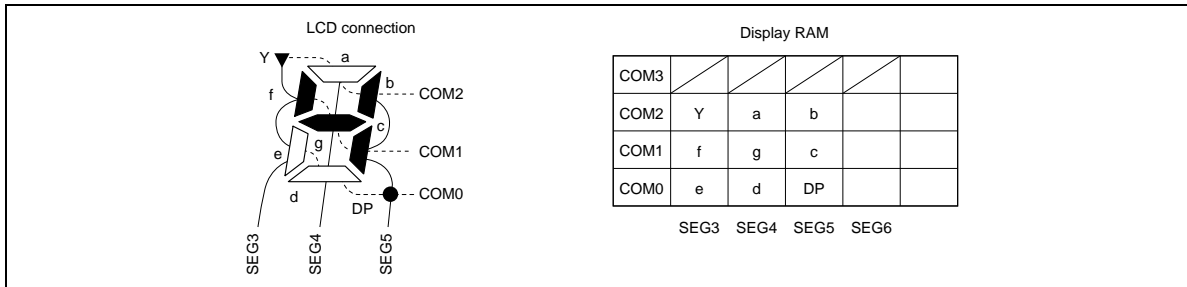 LCD connection
Y
a
b
f
COM2
c
g
COM1
e
d
DP
COM0
SEG3
SEG4
SEG5
Display RAM
COM3
COM2 Y a b
COM1 f g c
COM0 e d DP
SEG3 SEG4 SEG5 SEG6